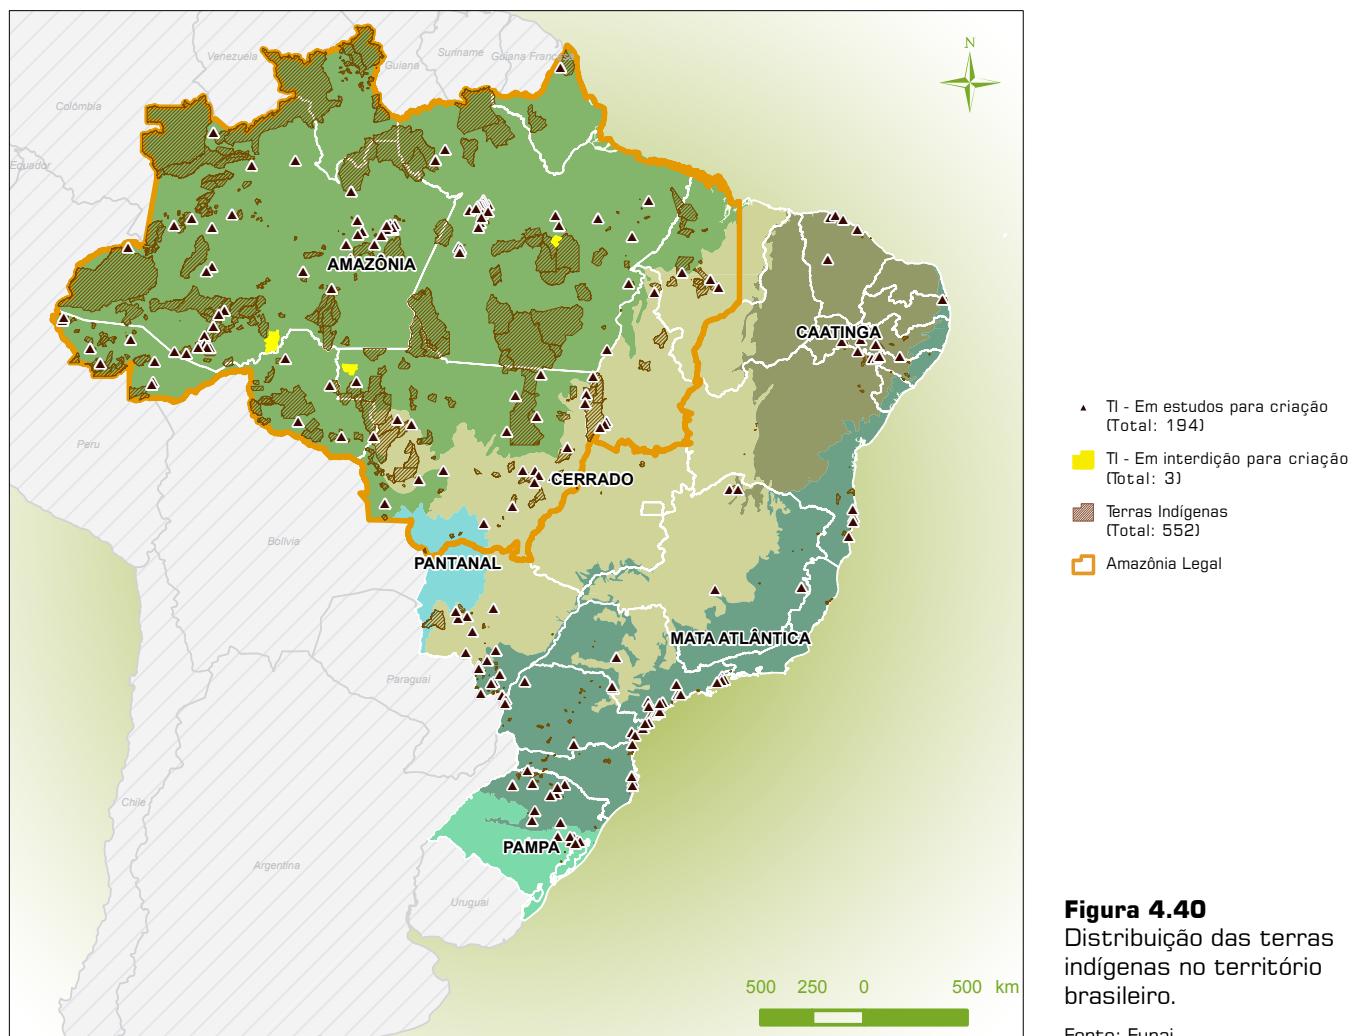 Venezuela
Suriname
Guiana Francesa
Guiana
Colômbia
Equador
N
AMAZÔNIA
CAATINGA
Peru
CERRADO
Bolívia
PANTANAL
MATA ATLÂNTICA
Paraguai
Chile
PAMPA
Argentina
Uruguai
500 250 0 500 km
TI - Em estudos para criação
(Total: 194)
TI - Em interdição para criação
(Total: 3)
Terras Indígenas
(Total: 552)
Amazônia Legal
Figura 4.40
Distribuição das terras
indígenas no território
brasileiro.
Fonte: Funai